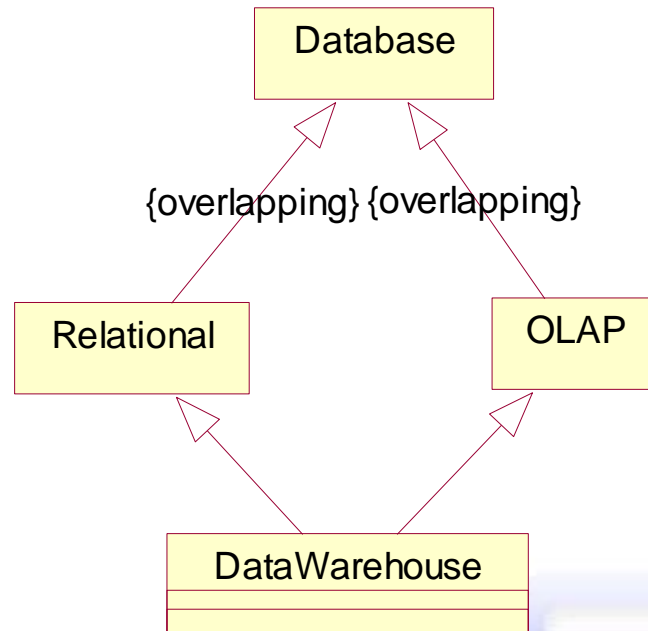 Database
{overlapping} {overlapping}
Relational
OLAP
DataWarehouse